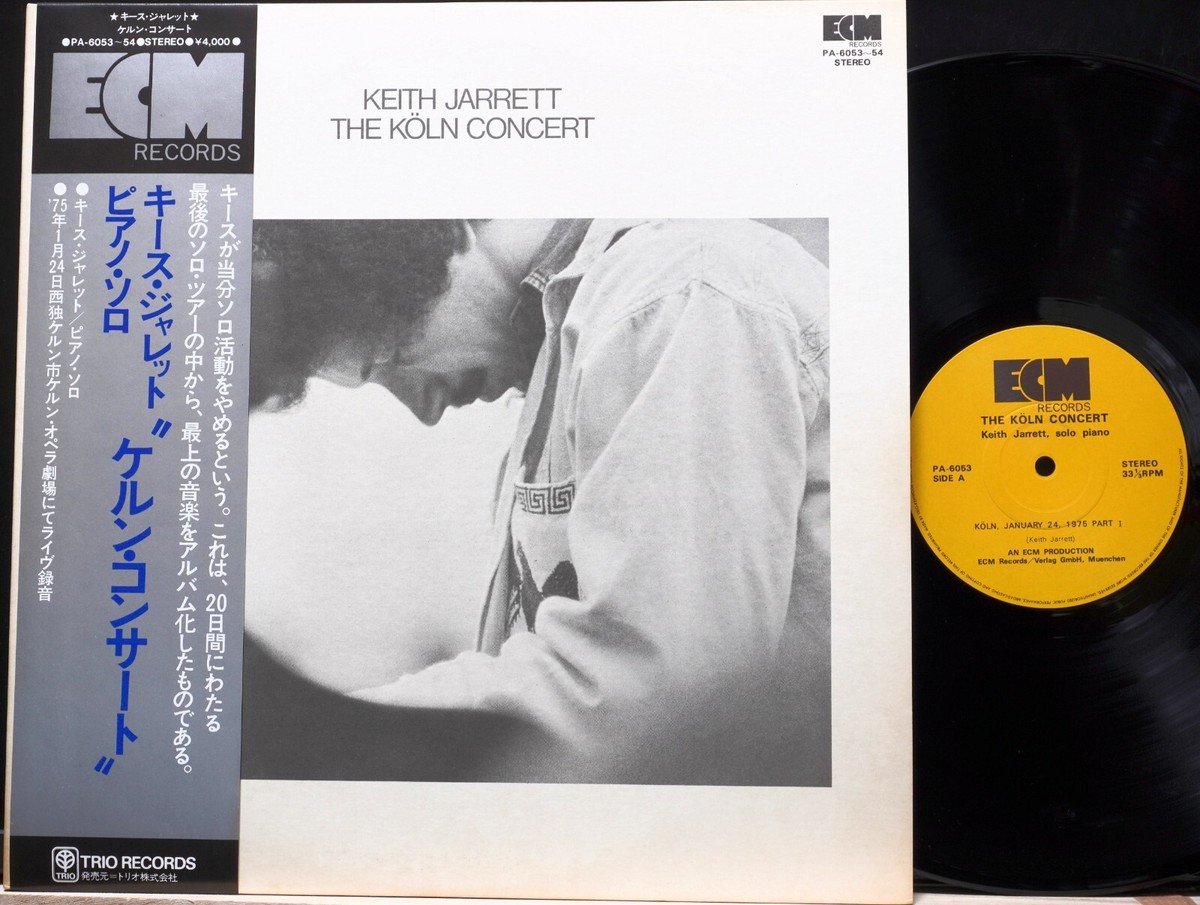 ★キース・ジャレット★
ケルン・コンサート
●PA-6053~54●STEREO●¥4,000●
ECM
RECORDS
キースが当分ソロ活動をやめるという。これは、20日間にわたる
最後のソロ・ツアーの中から、最上の音楽をアルバム化したものである。
キース・ジャレット〝ケルン・コンサート〟
ピアノ・ソロ
●キース・ジャレット/ピアノ・ソロ
●'75年1月24日西独ケルン市ケルン・オペラ劇場にてライヴ録音
TRIO
TRIO RECORDS
発売元=トリオ株式会社
KEITH JARRETT
THE KÖLN CONCERT
ECM
RECORDS
PA-6053~54
STEREO
ECM
RECORDS
THE KÖLN CONCERT
Keith Jarrett, solo piano
PA-6053
SIDE A
STEREO
33⅓RPM
KÖLN, JANUARY 24, 1975 PART 1
(Keith Jarrett)
AN ECM PRODUCTION
ECM Records/Verlag GmbH, Muenchen